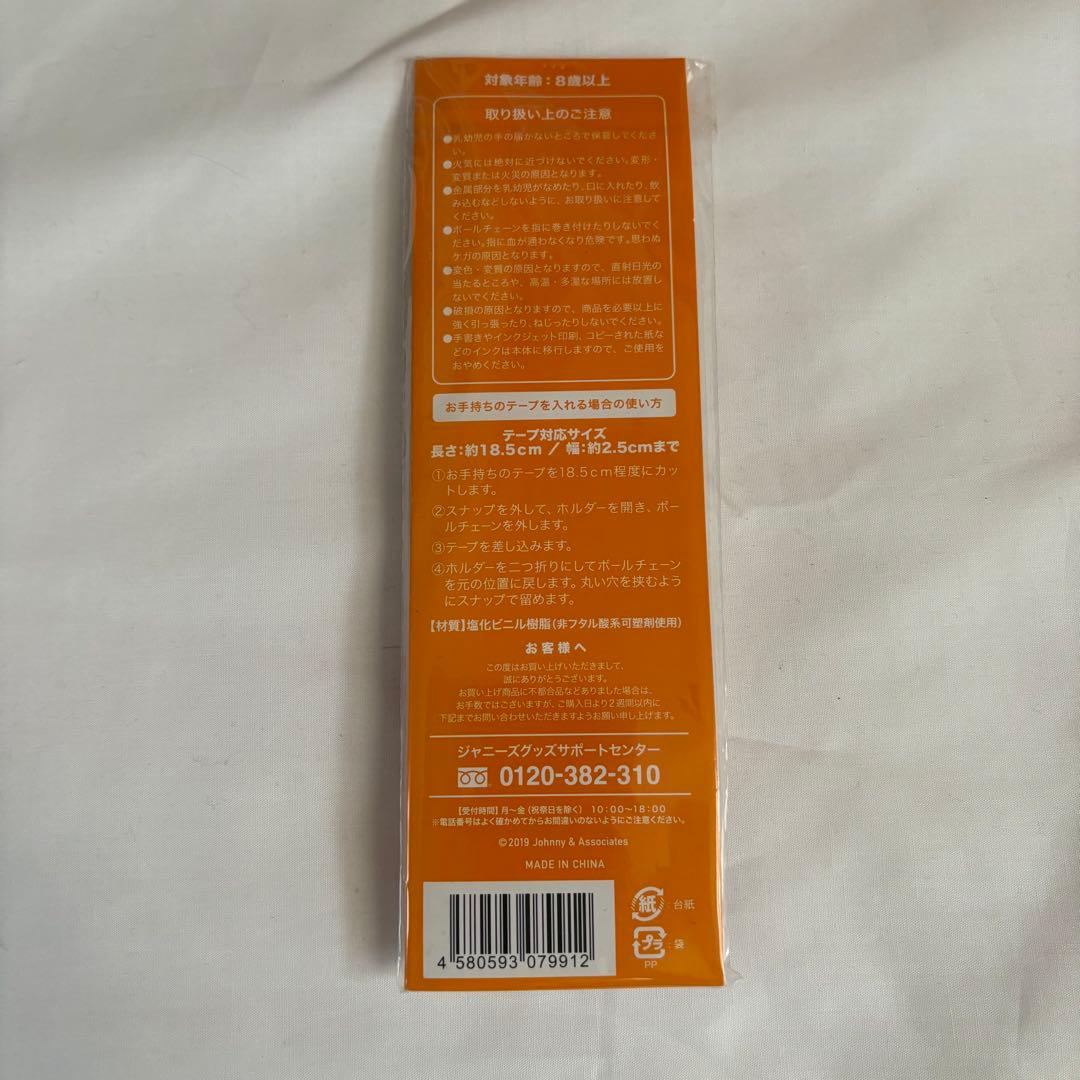 対象年齢：8歳以上
取り扱い上のご注意
●乳幼児の手の届かないところで保管してくださ
い。
●火気には絶対に近づけないでください。変形・
変質または火災の原因となります。
●金属部分を乳幼児がなめたり、口に入れたり、飲
み込むなどしないように、お取り扱いに注意して
ください。
●ボールチェーンを指に巻き付けたりしないでく
ださい。指に血が通わなくなり危険です。思わぬ
ケガの原因となります。
●変色・変質の原因となりますので、直射日光の
当たるところや、高温・多湿な場所には放置し
ないでください。
●破損の原因となりますので、商品を必要以上に
強く引っ張ったり、ねじったりしないでください。
●手書きやインクジェット印刷、コピーされた紙な
どのインクは本体に移行しますので、ご使用を
おやめください。
お手持ちのテープを入れる場合の使い方
テープ対応サイズ
長さ：約18.5cm ／ 幅：約2.5cmまで
①お手持ちのテープを18.5cm程度にカッ
トします。
②スナップを外して、ホルダーを開き、ボー
ルチェーンを外します。
③テープを差し込みます。
④ホルダーを二つ折りにしてボールチェーン
を元の位置に戻します。丸い穴を挟むよう
にスナップで留めます。
【材質】塩化ビニル樹脂（非フタル酸系可塑剤使用）
お客様へ
この度はお買い上げいただきまして、
誠にありがとうございます。
お買い上げ商品に不都合品などありました場合は、
お手数ではございますが、ご購入日より2週間以内に
下記までお問い合わせいただきますようお願い申し上げます。
ジャニーズグッズサポートセンター
0120-382-310
【受付時間】月～金（祝祭日を除く） 10：00～18：00
※電話番号はよく確かめてからお間違いのないようにご注意ください。
©2019 Johnny & Associates
MADE IN CHINA
4 580593 079912
紙：台紙
プラ：袋
PP